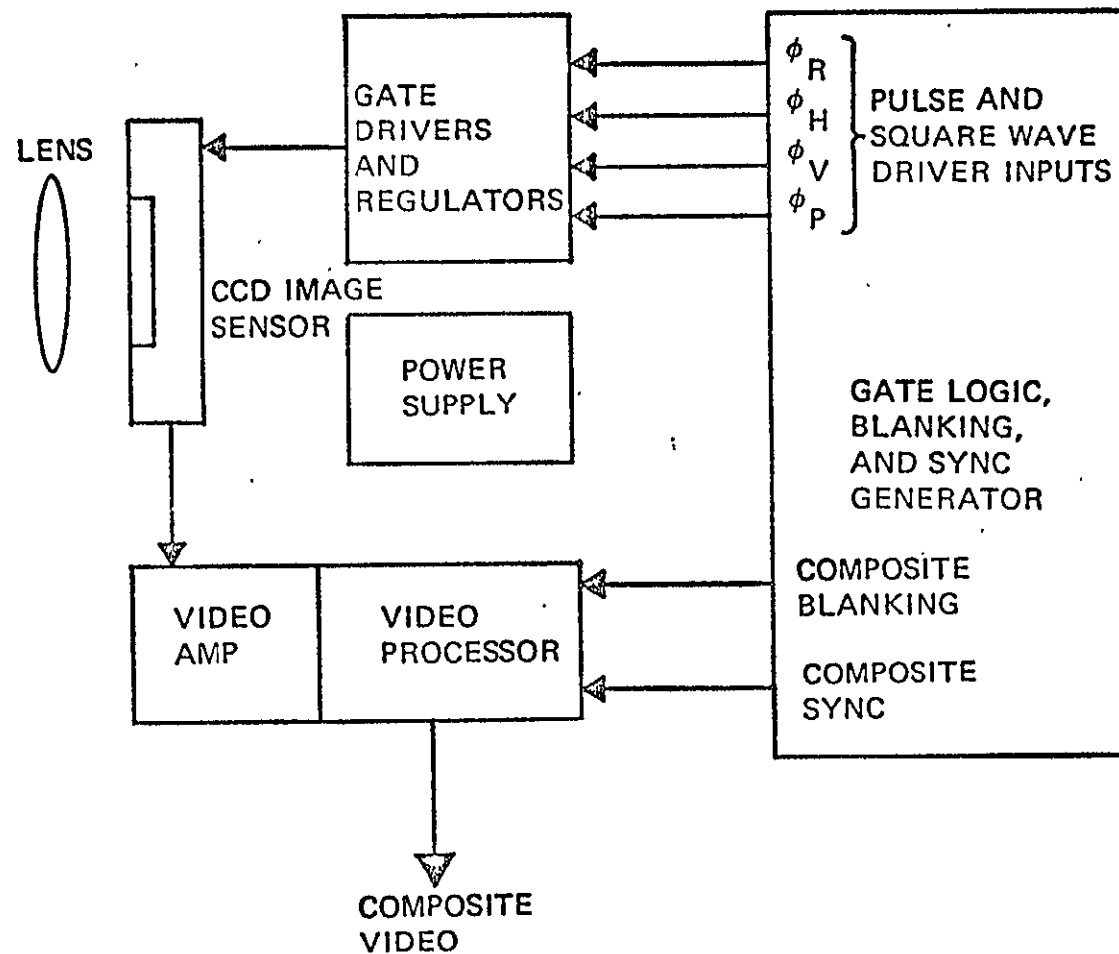 LENS
GATE
DRIVERS
AND
REGULATORS
ϕR
ϕH
ϕV
ϕP
PULSE AND
SQUARE WAVE
DRIVER INPUTS
CCD IMAGE
SENSOR
POWER
SUPPLY
GATE LOGIC,
BLANKING,
AND SYNC
GENERATOR
VIDEO
AMP
VIDEO
PROCESSOR
COMPOSITE
BLANKING
COMPOSITE
SYNC
COMPOSITE
VIDEO